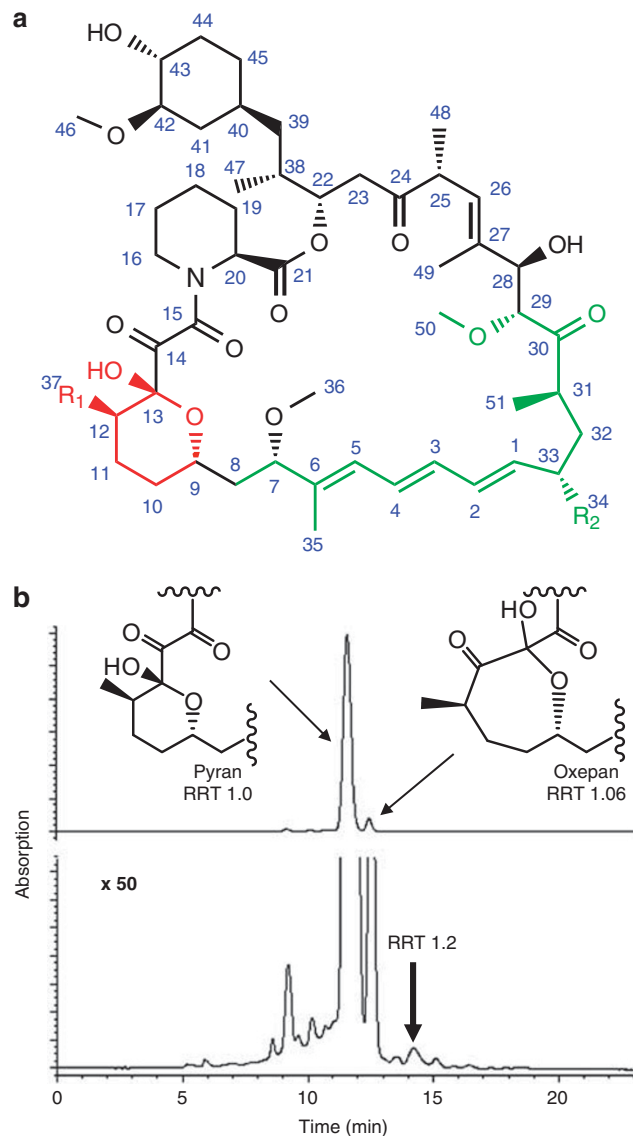 a
HO
44
43
45
46
O
42
41
40
39
48
18
47
38
24
17
19
22
23
25
26
O
27
16
O
49
OH
N
20
21
28
15
O
29
O
O
14
O
50
O
30
37
HO
36
R1
O
51
31
13
O
12
32
11
8
5
3
1
33
10
9
7
6
4
2
34
R2
35
b
O
O
HO
O
Pyran
RRT 1.0
HO
O
O
O
Oxepan
RRT 1.06
x 50
RRT 1.2
Absorption
0 5 10 15 20
Time (min)